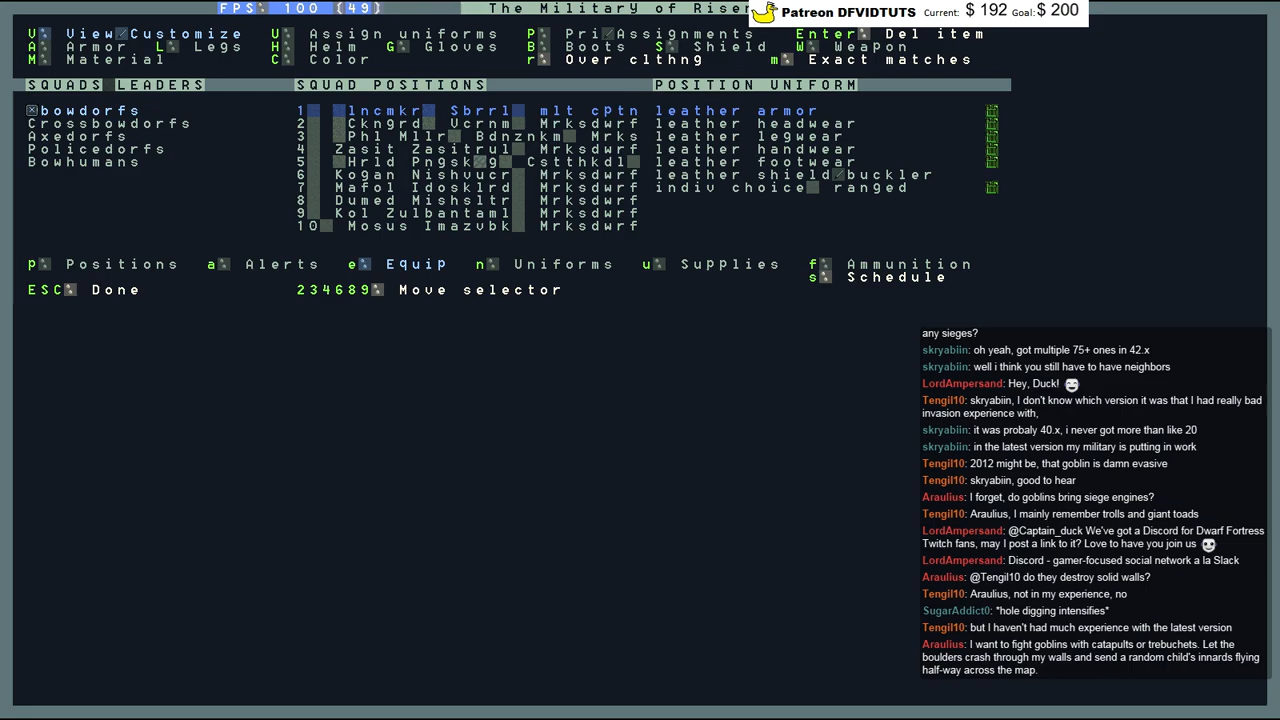 FPS: 100 (49)
The Military of Riser
Patreon DFVIDTUTS Current: $ 192 Goal: $ 200
V: View/Customize U: Assign uniforms P: Pri/Assignments Enter: Del item
A: Armor L: Legs H: Helm G: Gloves B: Boots S: Shield W: Weapon
M: Material C: Color r: Over clthng m: Exact matches
SQUADS LEADERS SQUAD POSITIONS POSITION UNIFORM
bowdorfs 1 lncmkr Sbrrl mlt cptn leather armor
Crossbowdorfs 2 Ckngrd Ucrnm Mrksdwrf leather headwear
Axedorfs 3 Phl Mllr Bdnznkm Mrks leather legwear
Policedorfs 4 Zasit Zasitrul Mrksdwrf leather handwear
Bowhumans 5 Hrld Pngsk g Cstthkdl leather footwear
6 Kogan Nishvucr Mrksdwrf leather shield/buckler
7 Mafol Idosklrd Mrksdwrf indiv choice ranged
8 Dumed Mishsltr Mrksdwrf
9 Kol Zulbantaml Mrksdwrf
10 Mosus Imazvbk Mrksdwrf
p: Positions a: Alerts e: Equip n: Uniforms u: Supplies f: Ammunition
s: Schedule
ESC: Done 234689: Move selector
any sieges?
skryabiin: oh yeah, got multiple 75+ ones in 42.x
skryabiin: well i think you still have to have neighbors
LordAmpersand: Hey, Duck!
Tengil10: skryabiin, I don't know which version it was that I had really bad
invasion experience with,
skryabiin: it was probaly 40.x, i never got more than like 20
skryabiin: in the latest version my military is putting in work
Tengil10: 2012 might be, that goblin is damn evasive
Tengil10: skryabiin, good to hear
Araulius: I forget, do goblins bring siege engines?
Tengil10: Araulius, I mainly remember trolls and giant toads
LordAmpersand: @Captain_duck We've got a Discord for Dwarf Fortress
Twitch fans, may I post a link to it? Love to have you join us
LordAmpersand: Discord - gamer-focused social network a la Slack
Araulius: @Tengil10 do they destroy solid walls?
Tengil10: Araulius, not in my experience, no
SugarAddict0: *hole digging intensifies*
Tengil10: but I haven't had much experience with the latest version
Araulius: I want to fight goblins with catapults or trebuchets. Let the
boulders crash through my walls and send a random child's innards flying
half-way across the map.